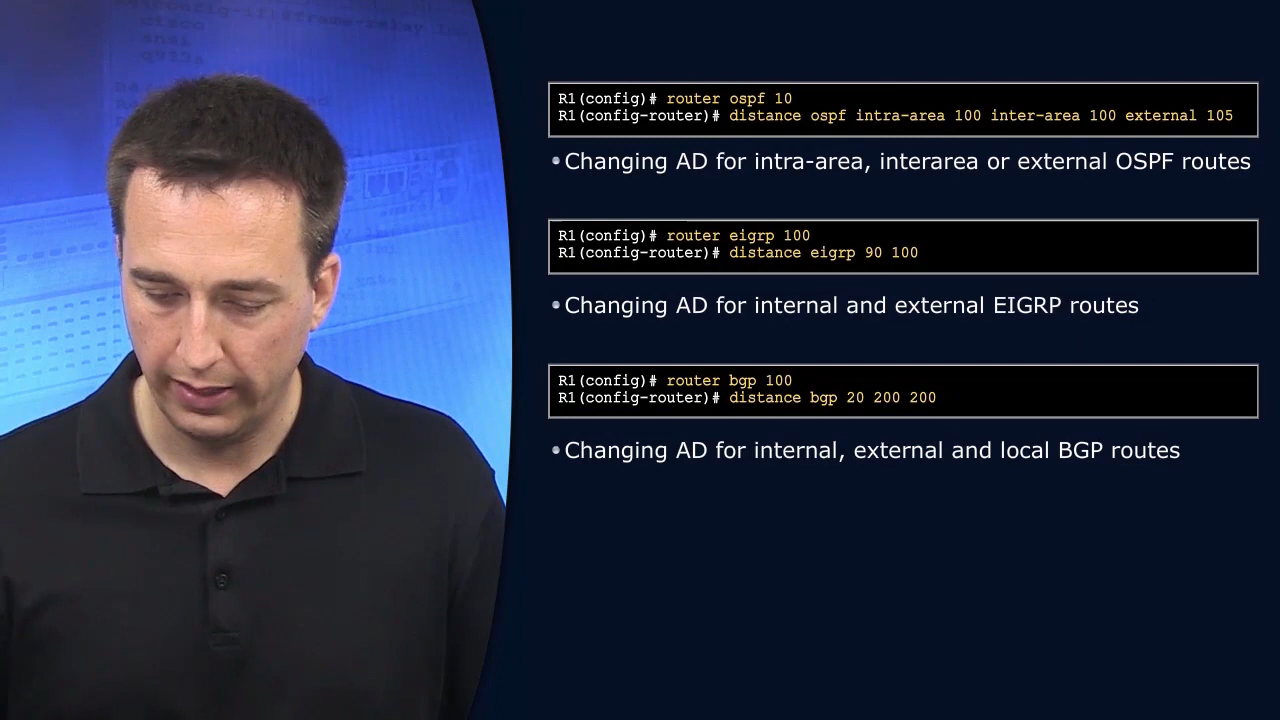 cisco
ansi
q933a
R1(config)# router ospf 10
R1(config-router)# distance ospf intra-area 100 inter-area 100 external 105
•Changing AD for intra-area, interarea or external OSPF routes
R1(config)# router eigrp 100
R1(config-router)# distance eigrp 90 100
•Changing AD for internal and external EIGRP routes
R1(config)# router bgp 100
R1(config-router)# distance bgp 20 200 200
•Changing AD for internal, external and local BGP routes